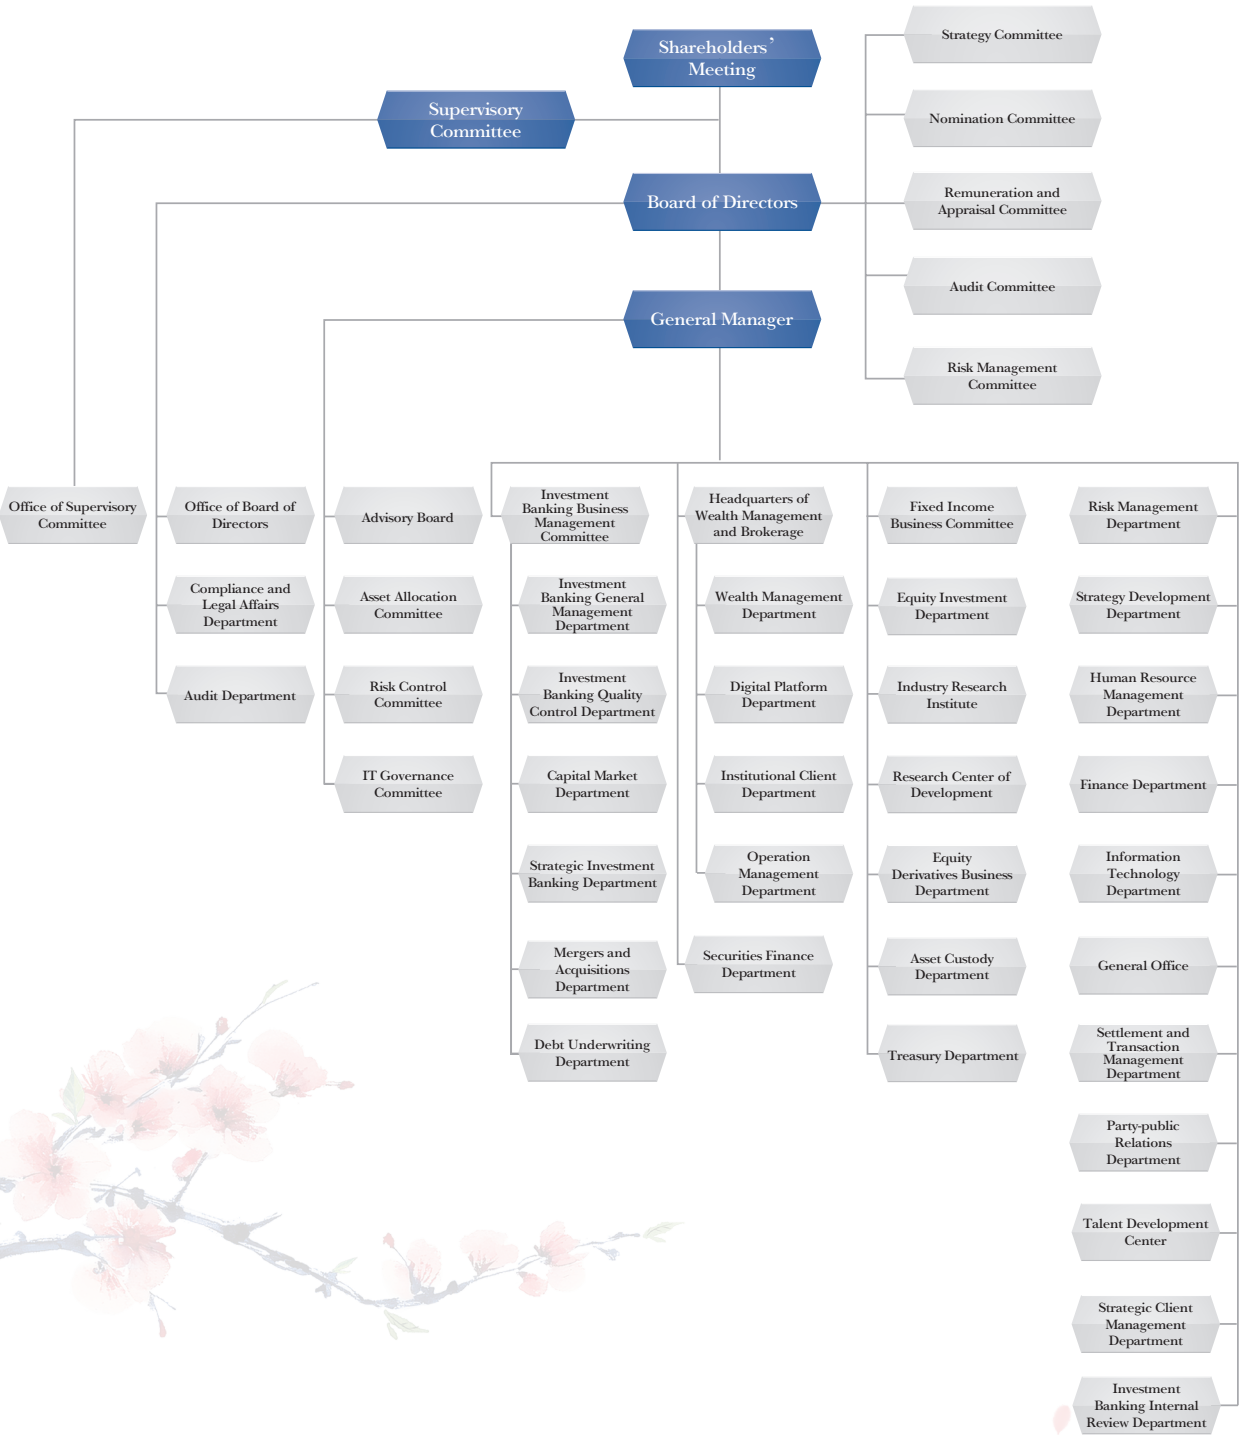 Shareholders’
Meeting
Supervisory
Committee
Board of Directors
General Manager
Strategy Committee
Nomination Committee
Remuneration and
Appraisal Committee
Audit Committee
Risk Management
Committee
Office of Supervisory
Committee
Office of Board of
Directors
Compliance and
Legal Affairs
Department
Audit Department
Advisory Board
Asset Allocation
Committee
Risk Control
Committee
IT Governance
Committee
Investment
Banking Business
Management
Committee
Investment
Banking General
Management
Department
Investment
Banking Quality
Control Department
Capital Market
Department
Strategic Investment
Banking Department
Mergers and
Acquisitions
Department
Debt Underwriting
Department
Headquarters of
Wealth Management
and Brokerage
Wealth Management
Department
Digital Platform
Department
Institutional Client
Department
Operation
Management
Department
Securities Finance
Department
Fixed Income
Business Committee
Equity Investment
Department
Industry Research
Institute
Research Center of
Development
Equity
Derivatives Business
Department
Asset Custody
Department
Treasury Department
Risk Management
Department
Strategy Development
Department
Human Resource
Management
Department
Finance Department
Information
Technology
Department
General Office
Settlement and
Transaction
Management
Department
Party-public
Relations
Department
Talent Development
Center
Strategic Client
Management
Department
Investment
Banking Internal
Review Department